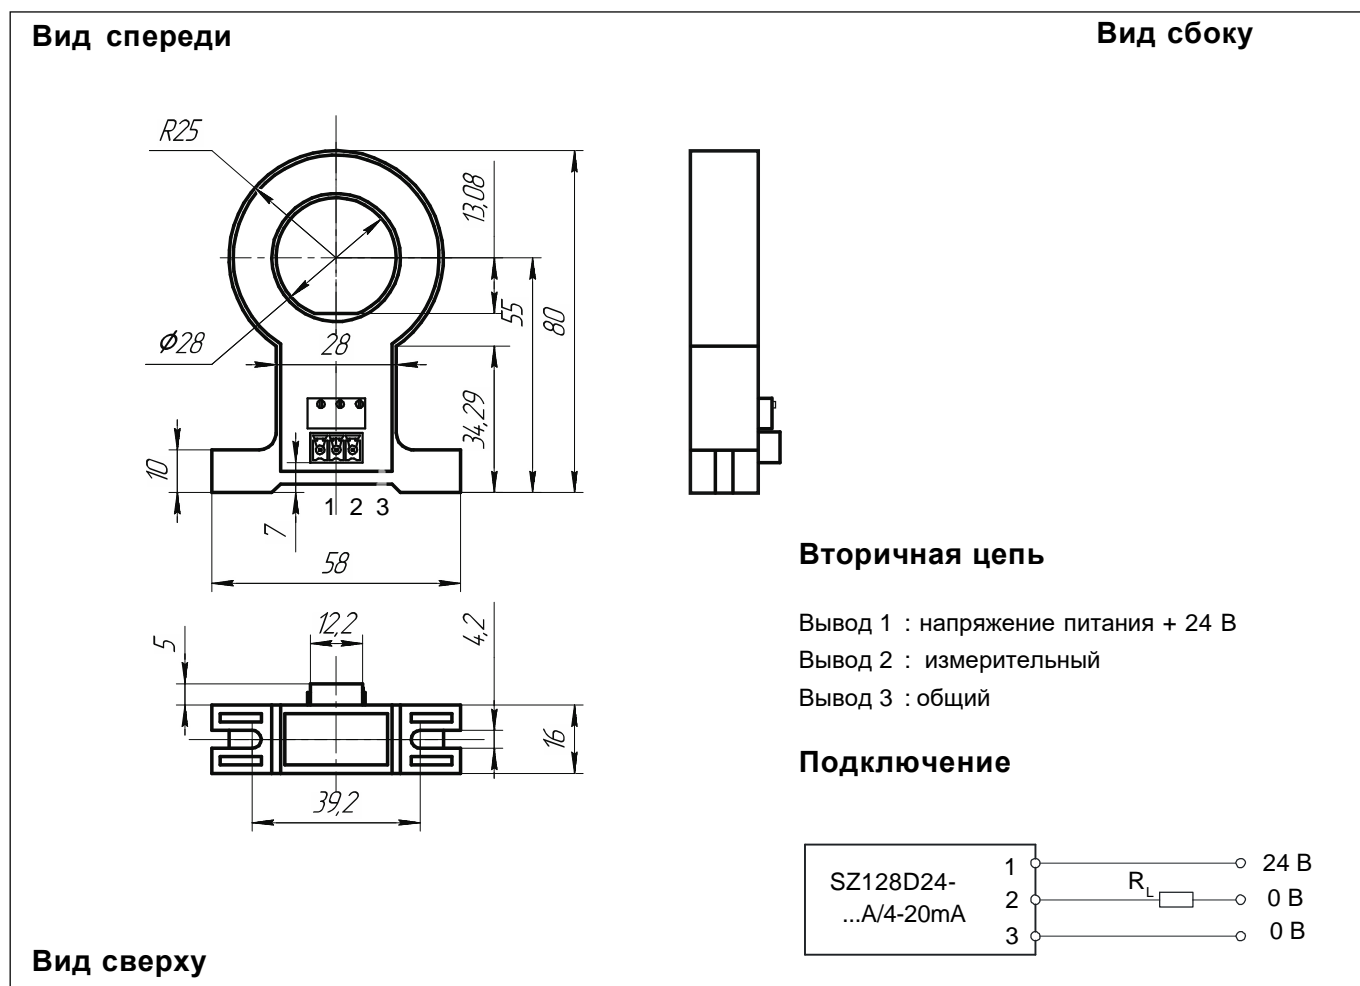 Вид спереди
Вид сбоку
R25
13,08
55
80
Ф28
28
34,29
10
7
1 2 3
58
12,2
4,2
5
16
39,2
Вторичная цепь
Вывод 1 : напряжение питания + 24 В
Вывод 2 : измерительный
Вывод 3 : общий
Подключение
SZ128D24-
...A/4-20mA
1
24 В
2
R L
0 В
3
0 В
Вид сверху